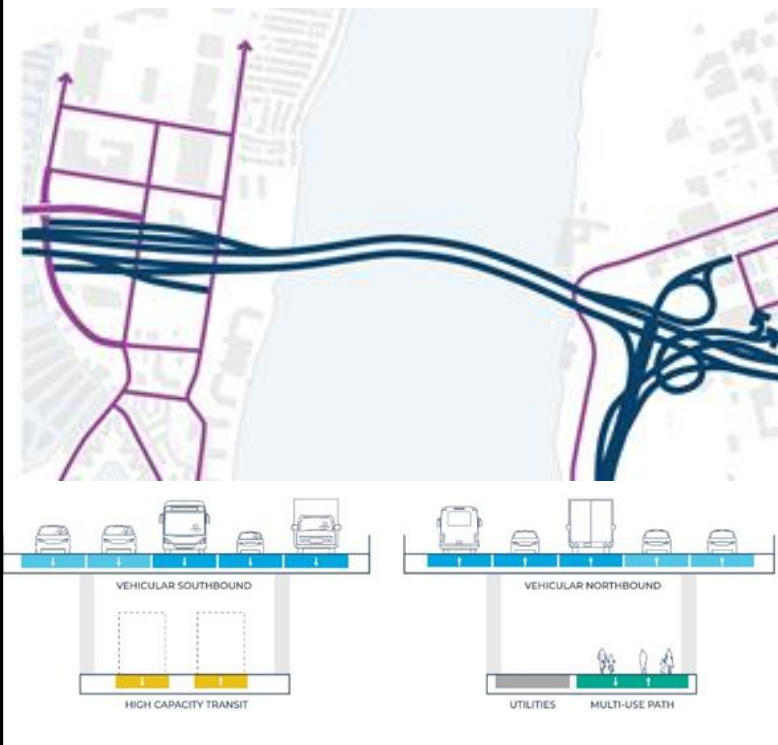 VEHICULAR SOUTHBOUND
VEHICULAR NORTHBOUND
HIGH CAPACITY TRANSIT
UTILITIES
MULTI-USE PATH